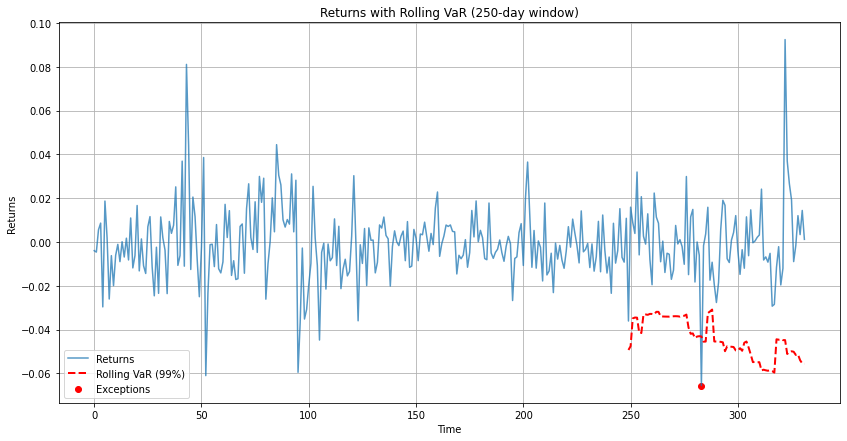 Returns with Rolling VaR (250-day window)
0.10
0.08
0.06
0.04
0.02
0.00
−0.02
−0.04
−0.06
Returns
Returns
Rolling VaR (99%)
Exceptions
0
50
100
150
200
250
300
Time